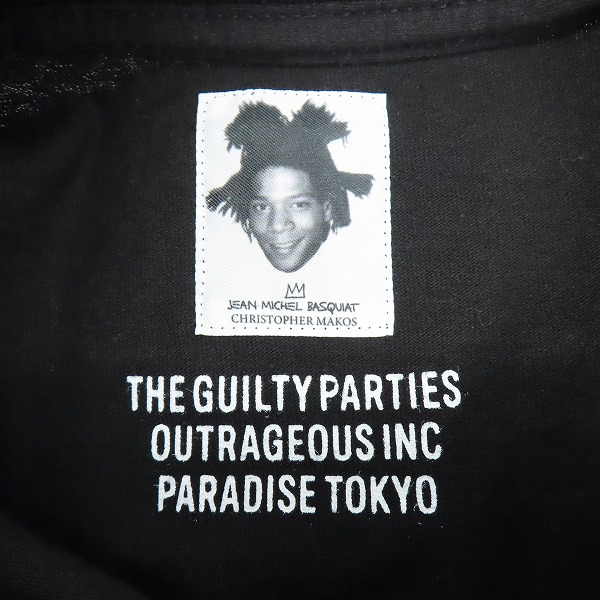 JEAN MICHEL BASQUIAT
CHRISTOPHER MAKOS
THE GUILTY PARTIES
OUTRAGEOUS INC
PARADISE TOKYO